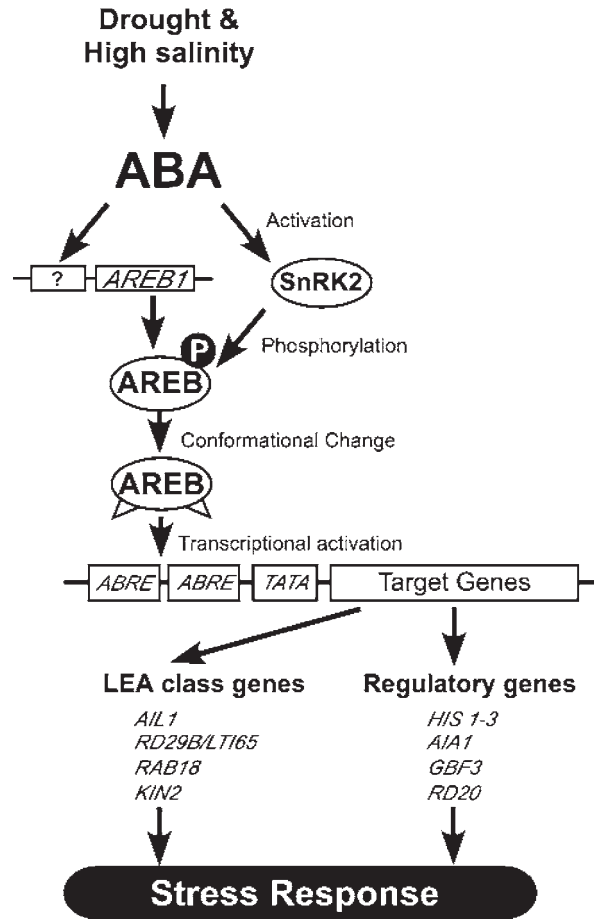 Drought &
High salinity
ABA
Activation
? AREB1
SnRK2
P
Phosphorylation
AREB
Conformational Change
AREB
Transcriptional activation
ABRE ABRE TATA Target Genes
LEA class genes
AIL1
RD29B/LTI65
RAB18
KIN2
Regulatory genes
HIS 1-3
AIA1
GBF3
RD20
Stress Response